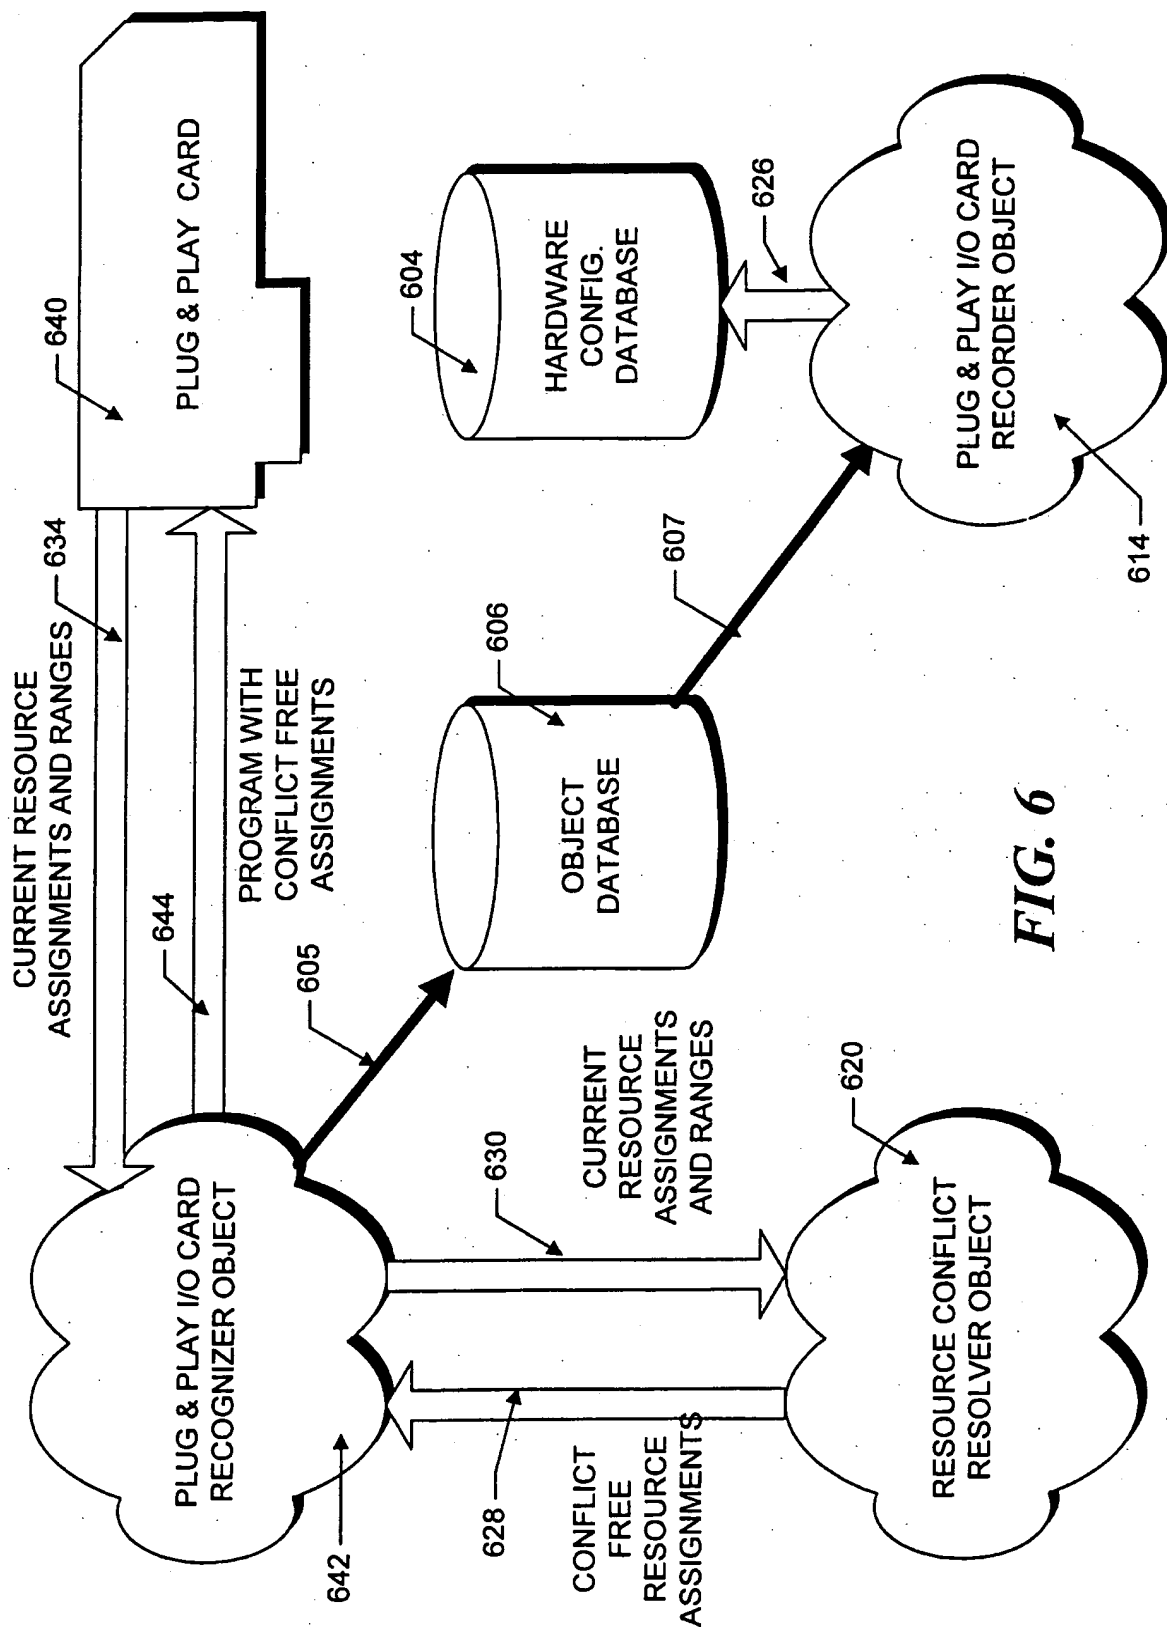 CURRENT RESOURCE
ASSIGNMENTS AND RANGES
634
640
PLUG & PLAY CARD
644
PROGRAM WITH
CONFLICT FREE
ASSIGNMENTS
PLUG & PLAY I/O CARD
RECOGNIZER OBJECT
642
605
606
OBJECT
DATABASE
604
HARDWARE
CONFIG.
DATABASE
628
CONFLICT
FREE
RESOURCE
ASSIGNMENTS
630
CURRENT
RESOURCE
ASSIGNMENTS
AND RANGES
607
626
620
RESOURCE CONFLICT
RESOLVER OBJECT
PLUG & PLAY I/O CARD
RECORDER OBJECT
614
FIG. 6